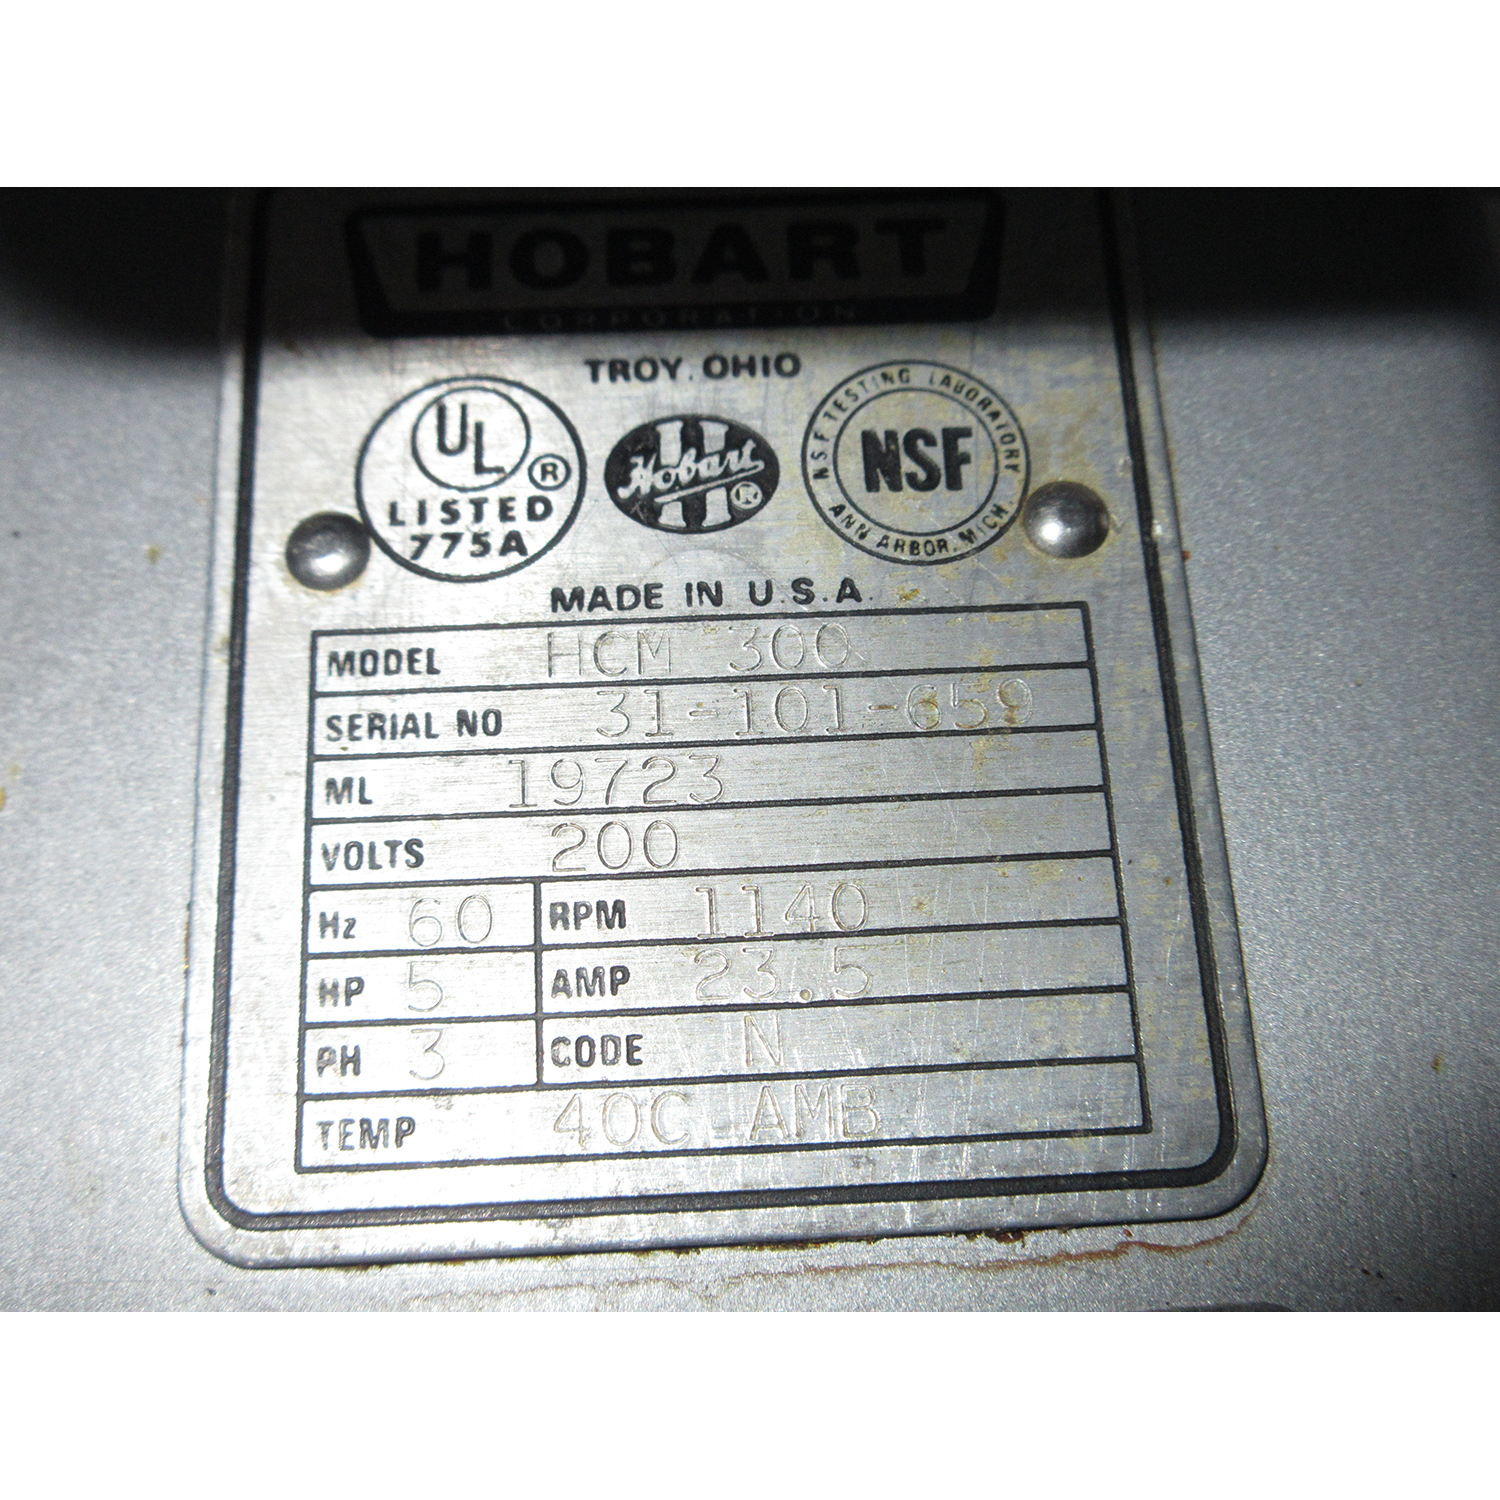 HOBART
CORPORATION
TROY, OHIO
UL ®
LISTED
775A
Hobart ®
NSF TESTING LABORATORY
NSF
ANN ARBOR, MICH.
MADE IN U.S.A.
MODEL HCM 300
SERIAL NO 31-101-659
ML 19723
VOLTS 200
Hz 60 RPM 1140
HP 5 AMP 23.5
PH 3 CODE N
TEMP 40C AMB